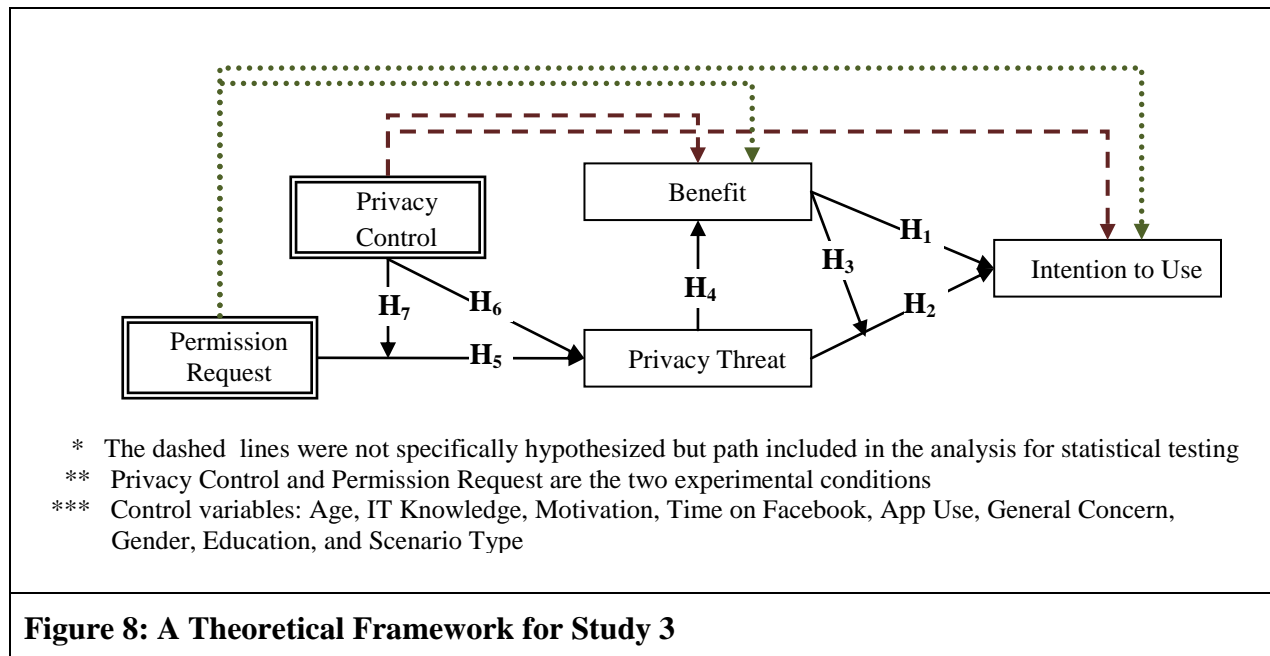 Privacy
Control
Benefit
H₁
Intention to Use
H₃
H₄
H₂
H₆
H₇
Permission
Request
H₅
Privacy Threat
* The dashed lines were not specifically hypothesized but path included in the analysis for statistical testing
** Privacy Control and Permission Request are the two experimental conditions
*** Control variables: Age, IT Knowledge, Motivation, Time on Facebook, App Use, General Concern,
Gender, Education, and Scenario Type
Figure 8: A Theoretical Framework for Study 3